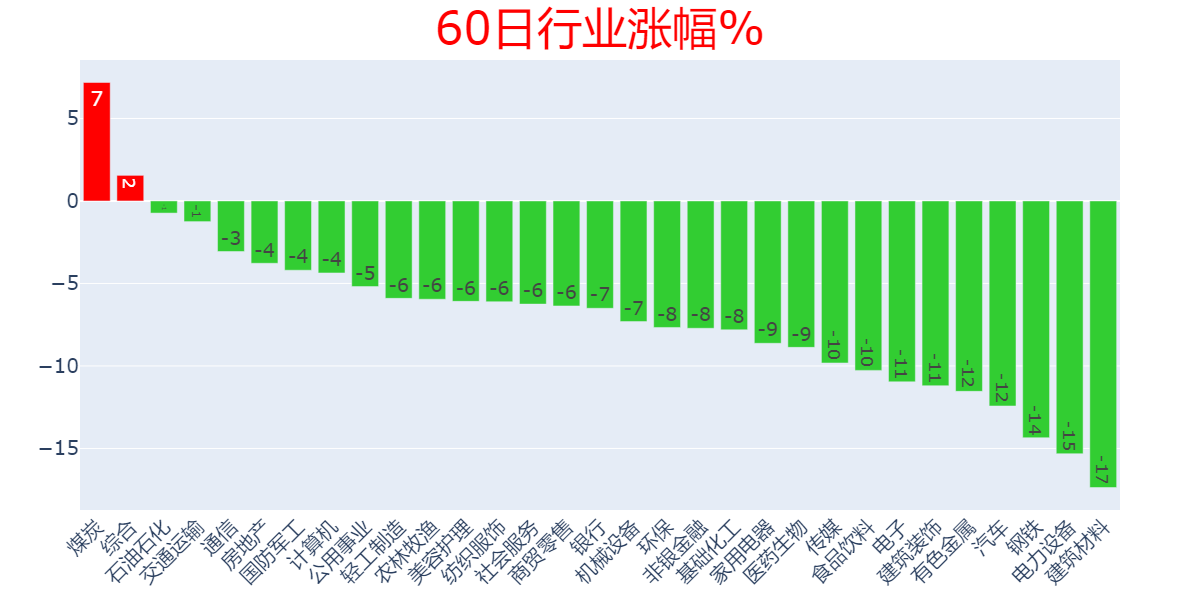 60日行业涨幅%
5
0
−5
−10
−15
7
2
-1
-1
-3
-4
-4
-4
-5
-6
-6
-6
-6
-6
-6
-7
-7
-8
-8
-8
-9
-9
-10
-10
-11
-11
-12
-12
-14
-15
-17
煤炭
综合
石油石化
交通运输
通信
房地产
国防军工
计算机
公用事业
轻工制造
农林牧渔
美容护理
纺织服饰
社会服务
商贸零售
银行
机械设备
环保
非银金融
基础化工
家用电器
医药生物
传媒
食品饮料
电子
建筑装饰
有色金属
汽车
钢铁
电力设备
建筑材料